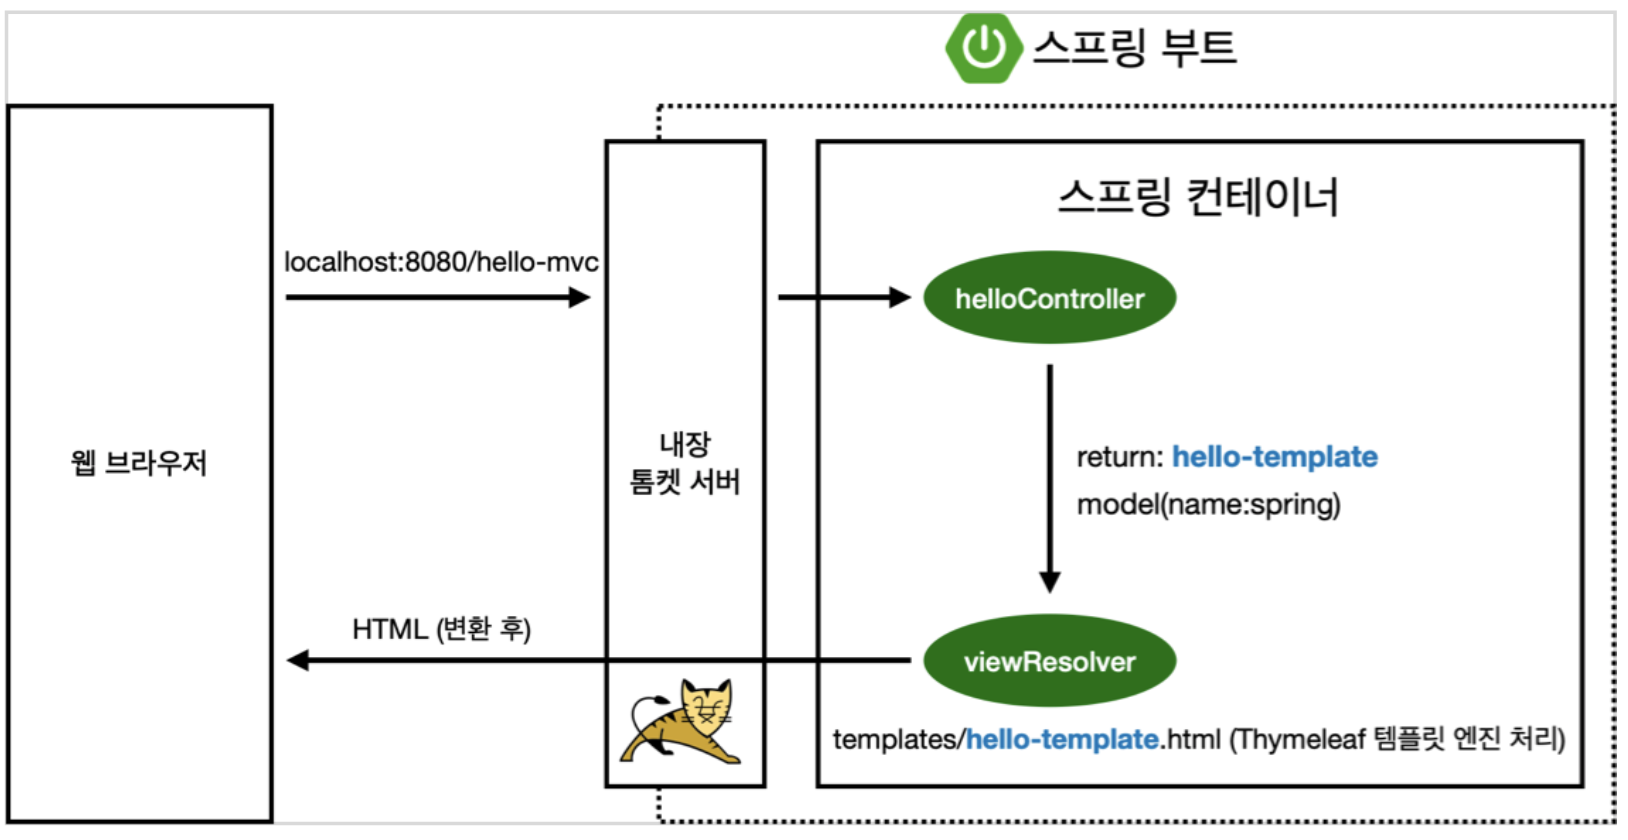 스프링 부트
스프링 컨테이너
localhost:8080/hello-mvc
helloController
웹 브라우저
내장
톰켓 서버
return: hello-template
model(name:spring)
HTML (변환 후)
viewResolver
templates/hello-template.html (Thymeleaf 템플릿 엔진 처리)